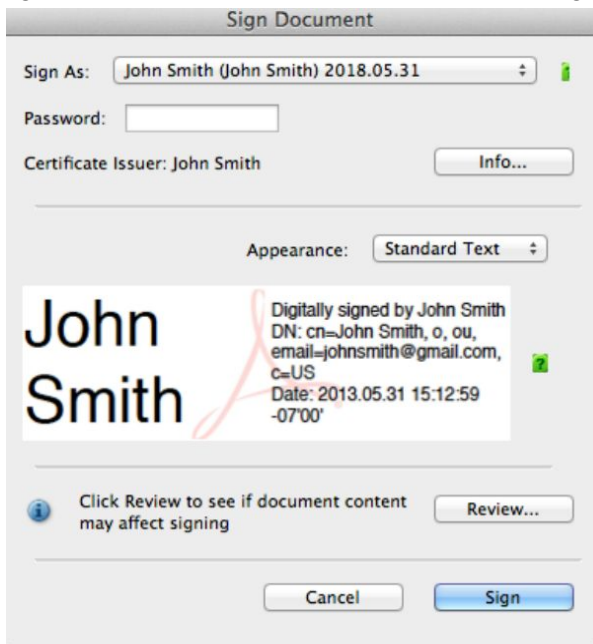 Sign Document
Sign As: John Smith (John Smith) 2018.05.31
Password:
Certificate Issuer: John Smith Info...
Appearance: Standard Text
John
Smith
Digitally signed by John Smith
DN: cn=John Smith, o, ou,
email=johnsmith@gmail.com,
c=US
Date: 2013.05.31 15:12:59
-07'00'
?
Click Review to see if document content
may affect signing
Review...
Cancel Sign